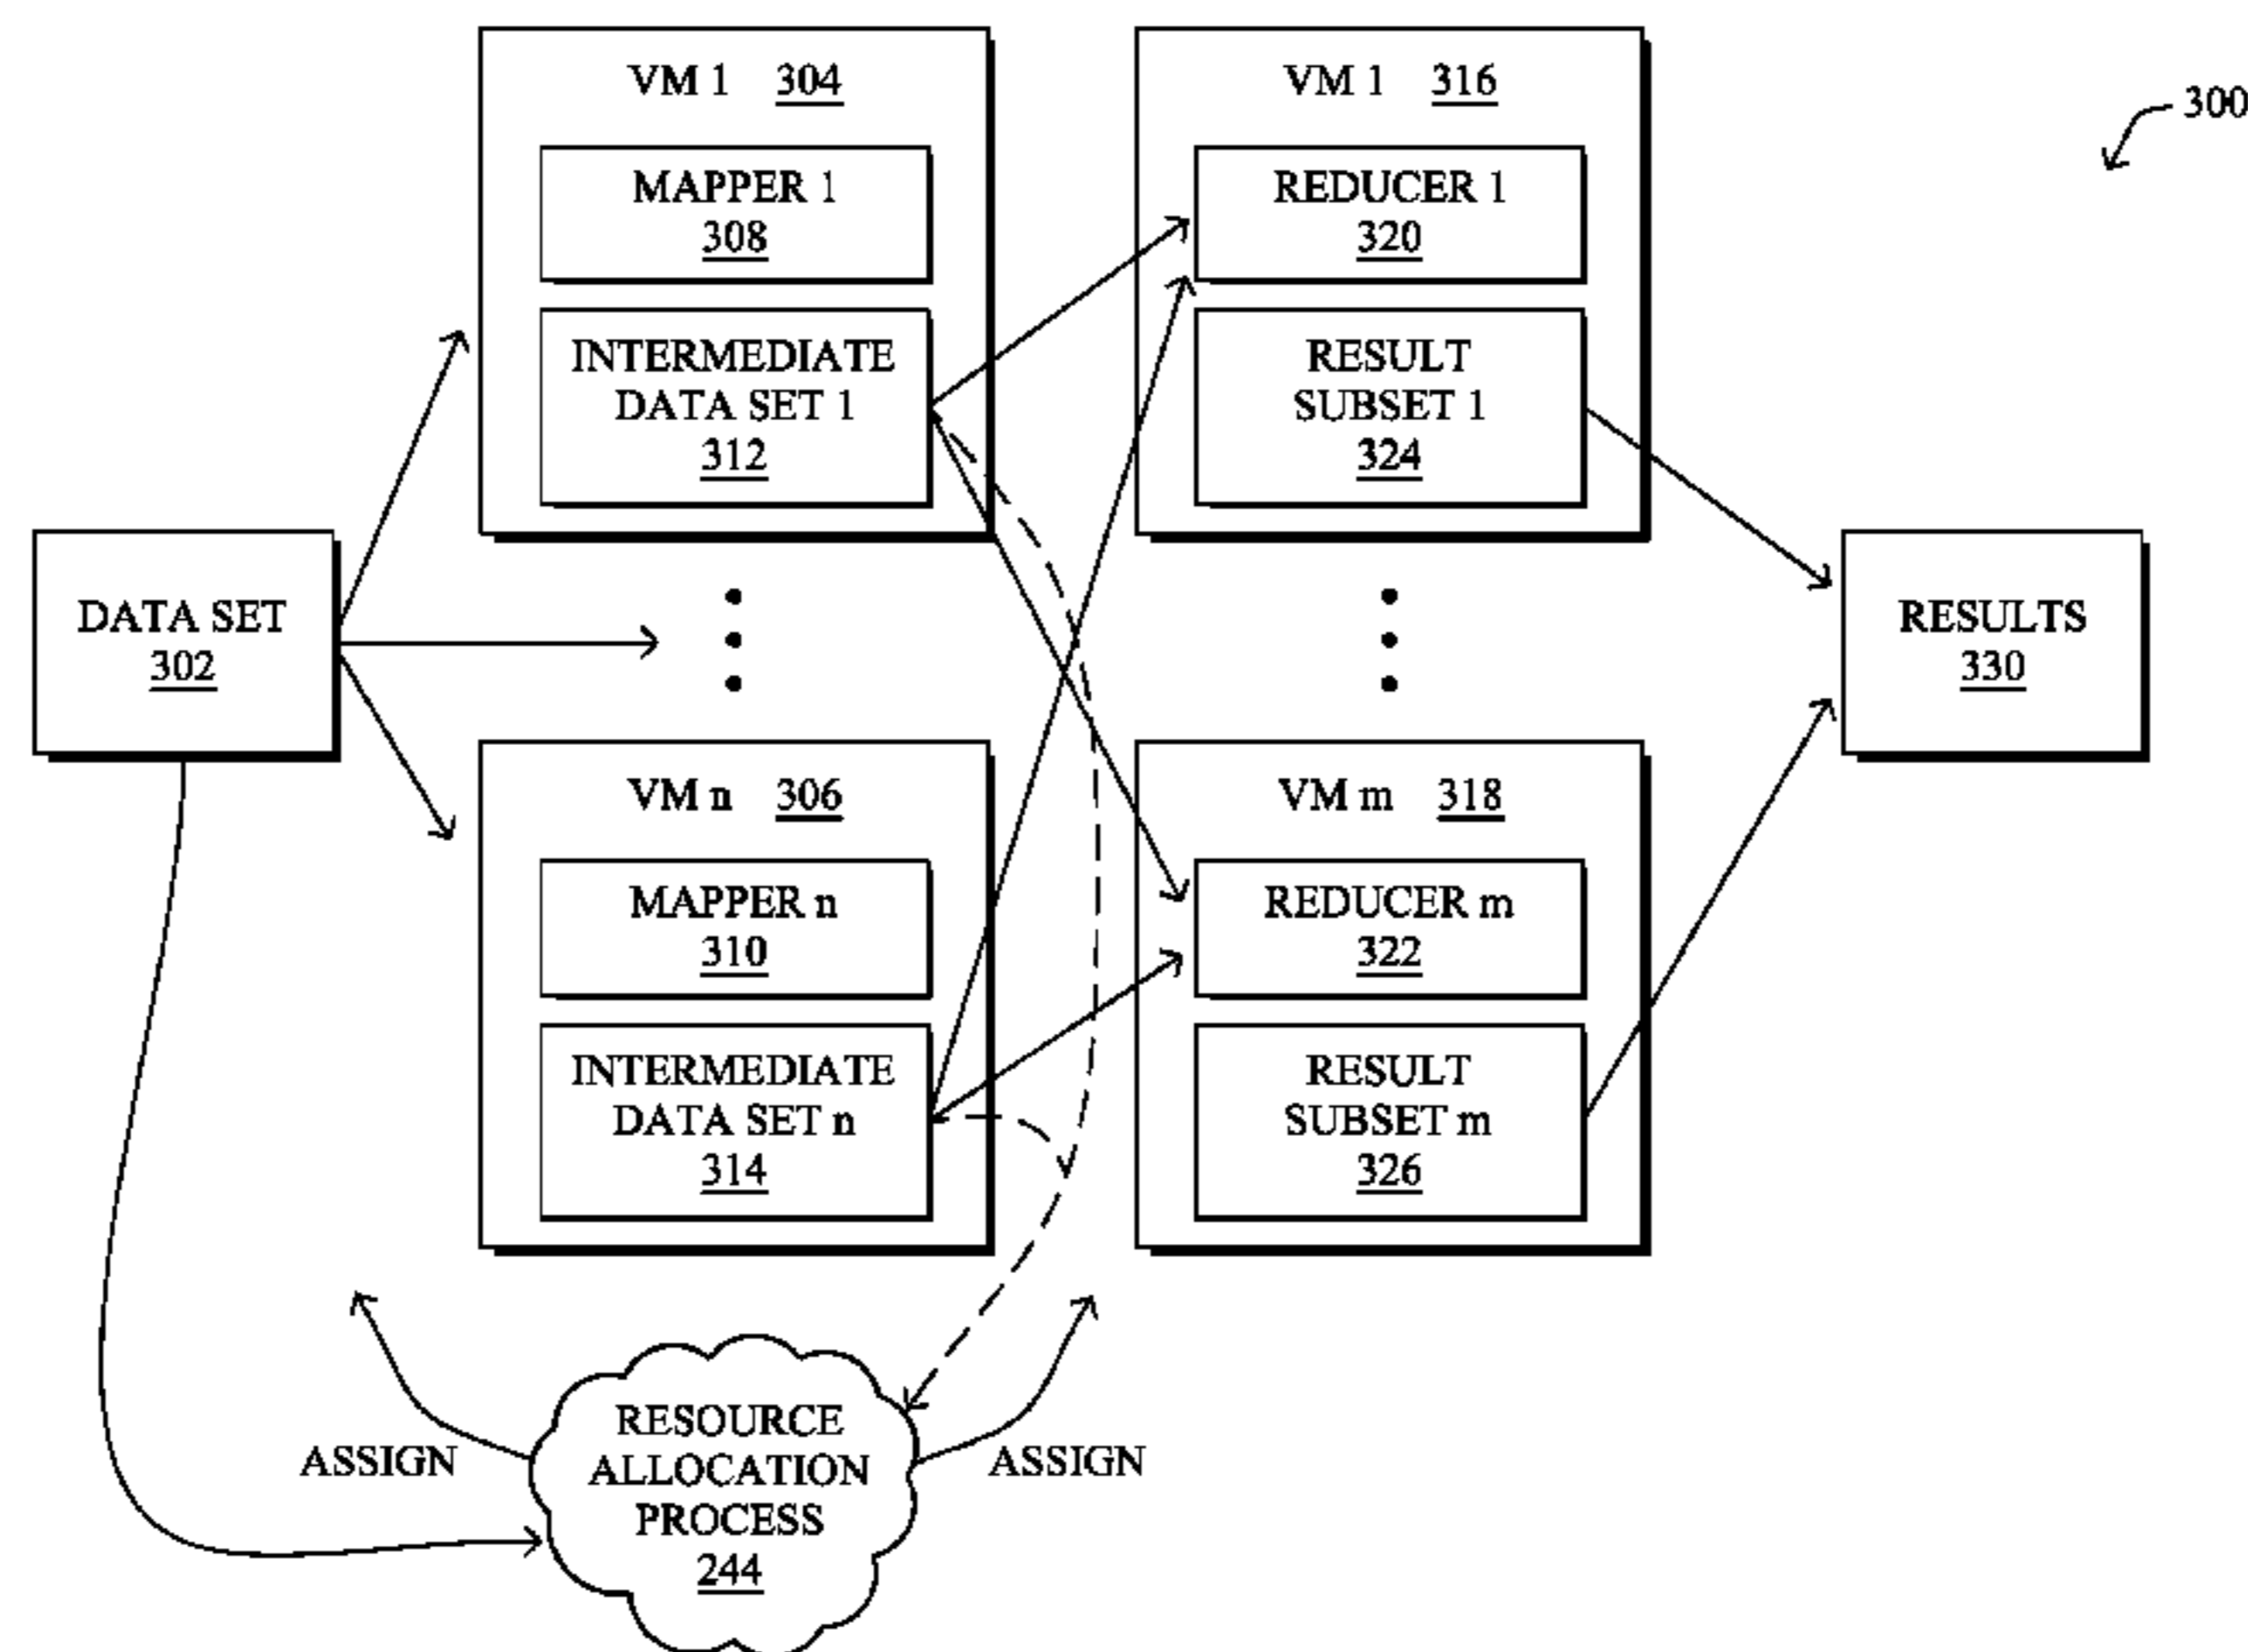 VM 1 304
MAPPER 1
308
INTERMEDIATE
DATA SET 1
312
VM 1 316
REDUCER 1
320
RESULT
SUBSET 1
324
300
DATA SET
302
RESULTS
330
VM n 306
MAPPER n
310
INTERMEDIATE
DATA SET n
314
VM m 318
REDUCER m
322
RESULT
SUBSET m
326
ASSIGN
RESOURCE
ALLOCATION
PROCESS
244
ASSIGN